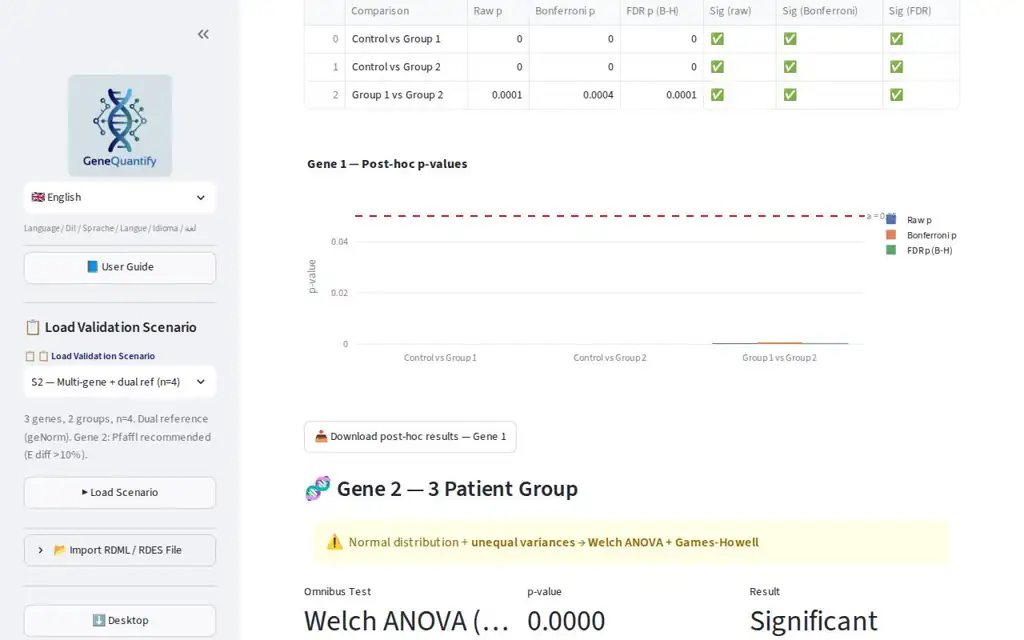 GeneQuantify
🇬🇧 English
Language / Dil / Sprache / Langue / Idioma / لغة
📘 User Guide
📋 Load Validation Scenario
📋 📋 Load Validation Scenario
S2 — Multi-gene + dual ref (n=4)
3 genes, 2 groups, n=4. Dual reference
(geNorm). Gene 2: Pfaffl recommended
(E diff >10%).
▶ Load Scenario
📂 Import RDML / RDES File
⬇️ Desktop
Comparison Raw p Bonferroni p FDR p (B-H) Sig (raw) Sig (Bonferroni) Sig (FDR)
0 Control vs Group 1 0 0 0 ✅ ✅ ✅
1 Control vs Group 2 0 0 0 ✅ ✅ ✅
2 Group 1 vs Group 2 0.0001 0.0004 0.0001 ✅ ✅ ✅
Gene 1 — Post-hoc p-values
Raw p
Bonferroni p
FDR p (B-H)
p-value
0.04
0.02
0
Control vs Group 1 Control vs Group 2 Group 1 vs Group 2
📥 Download post-hoc results — Gene 1
🧬 Gene 2 — 3 Patient Group
⚠️ Normal distribution + unequal variances → Welch ANOVA + Games-Howell
Omnibus Test p-value Result
Welch ANOVA (… 0.0000 Significant